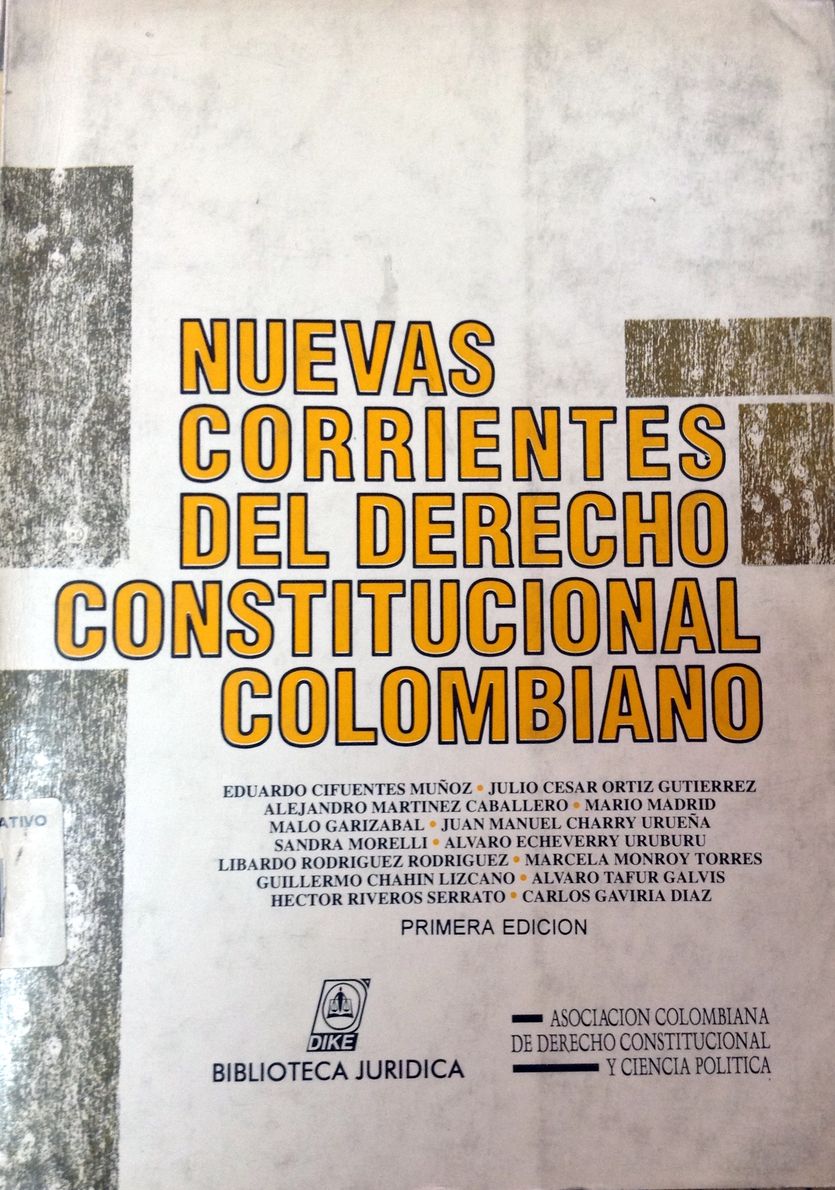 NUEVAS
CORRIENTES
DEL DERECHO
CONSTITUCIONAL
COLOMBIANO
EDUARDO CIFUENTES MUÑOZ • JULIO CESAR ORTIZ GUTIERREZ
ALEJANDRO MARTINEZ CABALLERO • MARIO MADRID
MALO GARIZABAL • JUAN MANUEL CHARRY URUEÑA
SANDRA MORELLI • ALVARO ECHEVERRY URUBURU
LIBARDO RODRIGUEZ RODRIGUEZ • MARCELA MONROY TORRES
GUILLERMO CHAHIN LIZCANO • ALVARO TAFUR GALVIS
HECTOR RIVEROS SERRATO • CARLOS GAVIRIA DIAZ
PRIMERA EDICION
ATIVO
DIKE
BIBLIOTECA JURIDICA
ASOCIACION COLOMBIANA
DE DERECHO CONSTITUCIONAL
Y CIENCIA POLITICA